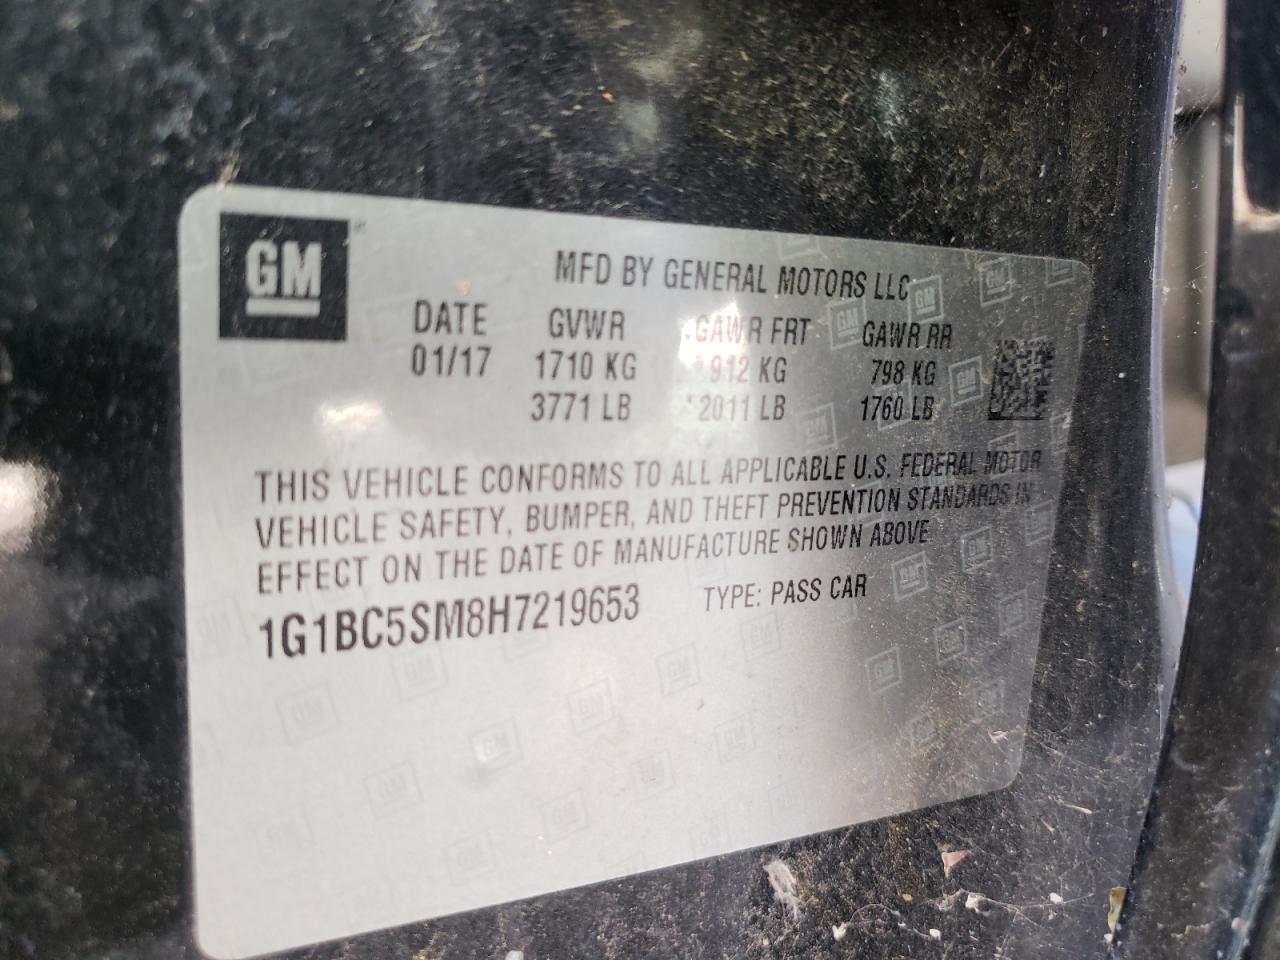 GM
MFD BY GENERAL MOTORS LLC
DATE GVWR GAWR FRT GAWR RR
01/17 1710 KG 912 KG 798 KG
3771 LB 2011 LB 1760 LB
THIS VEHICLE CONFORMS TO ALL APPLICABLE U.S. FEDERAL MOTOR
VEHICLE SAFETY, BUMPER, AND THEFT PREVENTION STANDARDS IN
EFFECT ON THE DATE OF MANUFACTURE SHOWN ABOVE
1G1BC5SM8H7219653 TYPE: PASS CAR